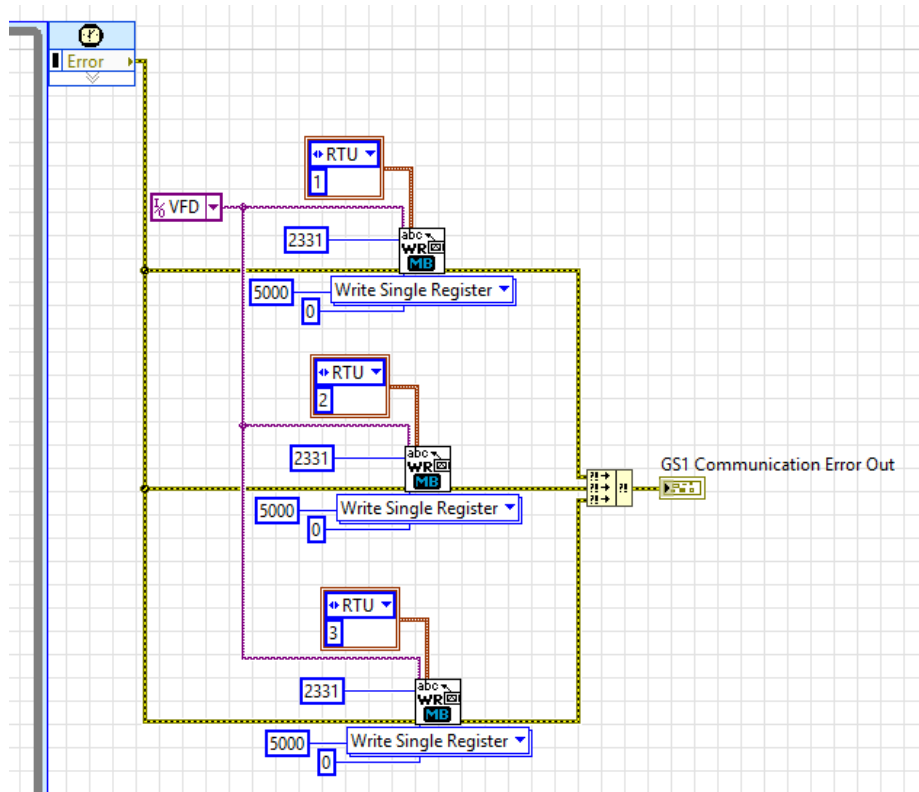 Error
RTU
1
I/O VFD
abc
2331
WR
MB
5000
Write Single Register
0
RTU
2
abc
2331
WR
MB
GS1 Communication Error Out
?!
?!
?!
?!
5000
Write Single Register
0
RTU
3
abc
2331
WR
MB
5000
Write Single Register
0